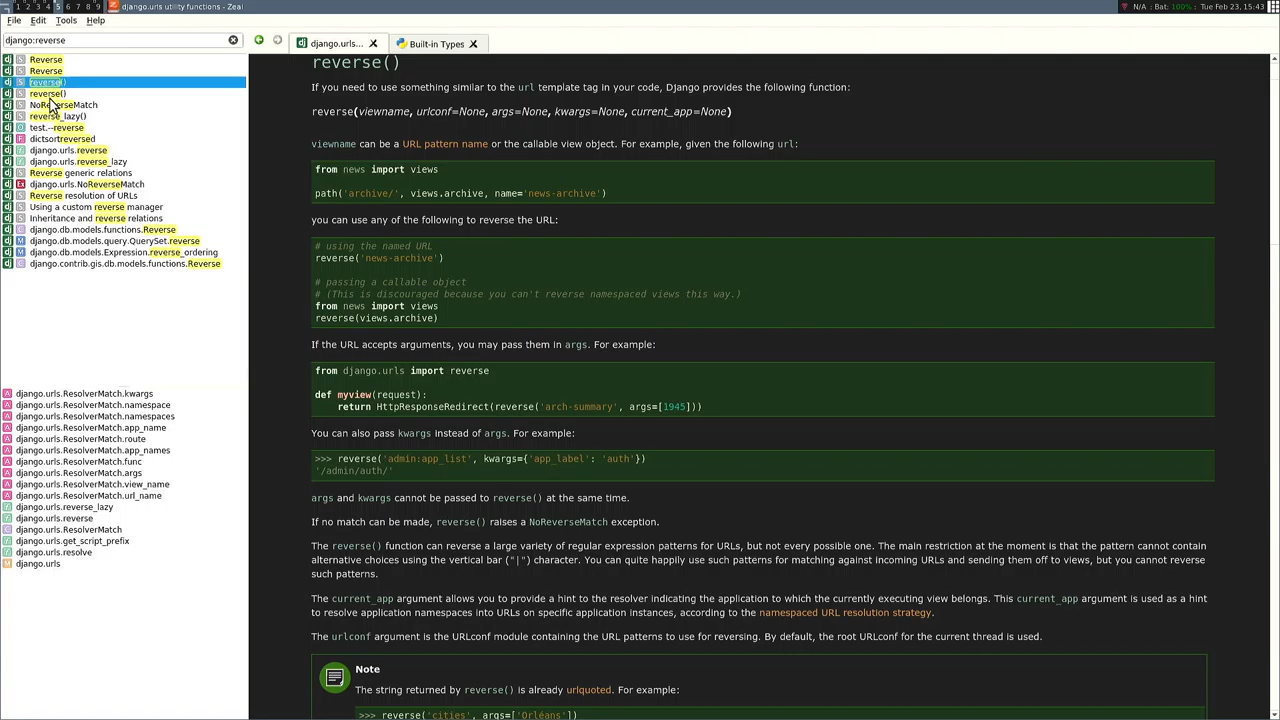 1 2 3 4 5 6 7 8 9 django.urls utility functions - Zeal
N/A : Bat: 100% : Tue Feb 23, 15:43
File Edit Tools Help
django:reverse
django.urls...
Built-in Types
Reverse
Reverse
reverse()
reverse()
NoReverseMatch
reverse_lazy()
test.--reverse
dictsortreversed
django.urls.reverse
django.urls.reverse_lazy
Reverse generic relations
django.urls.NoReverseMatch
Reverse resolution of URLs
Using a custom reverse manager
Inheritance and reverse relations
django.db.models.functions.Reverse
django.db.models.query.QuerySet.reverse
django.db.models.Expression.reverse_ordering
django.contrib.gis.db.models.functions.Reverse
django.urls.ResolverMatch.kwargs
django.urls.ResolverMatch.namespace
django.urls.ResolverMatch.namespaces
django.urls.ResolverMatch.app_name
django.urls.ResolverMatch.route
django.urls.ResolverMatch.app_names
django.urls.ResolverMatch.func
django.urls.ResolverMatch.args
django.urls.ResolverMatch.view_name
django.urls.ResolverMatch.url_name
django.urls.reverse_lazy
django.urls.reverse
django.urls.ResolverMatch
django.urls.get_script_prefix
django.urls.resolve
django.urls
reverse()
If you need to use something similar to the url template tag in your code, Django provides the following function:
reverse(viewname, urlconf=None, args=None, kwargs=None, current_app=None)
viewname can be a URL pattern name or the callable view object. For example, given the following url:
from news import views
path('archive/', views.archive, name='news-archive')
you can use any of the following to reverse the URL:
# using the named URL
reverse('news-archive')
# passing a callable object
# (This is discouraged because you can't reverse namespaced views this way.)
from news import views
reverse(views.archive)
If the URL accepts arguments, you may pass them in args. For example:
from django.urls import reverse
def myview(request):
return HttpResponseRedirect(reverse('arch-summary', args=[1945]))
You can also pass kwargs instead of args. For example:
>>> reverse('admin:app_list', kwargs={'app_label': 'auth'})
'/admin/auth/'
args and kwargs cannot be passed to reverse() at the same time.
If no match can be made, reverse() raises a NoReverseMatch exception.
The reverse() function can reverse a large variety of regular expression patterns for URLs, but not every possible one. The main restriction at the moment is that the pattern cannot contain
alternative choices using the vertical bar ("|") character. You can quite happily use such patterns for matching against incoming URLs and sending them off to views, but you cannot reverse
such patterns.
The current_app argument allows you to provide a hint to the resolver indicating the application to which the currently executing view belongs. This current_app argument is used as a hint
to resolve application namespaces into URLs on specific application instances, according to the namespaced URL resolution strategy.
The urlconf argument is the URLconf module containing the URL patterns to use for reversing. By default, the root URLconf for the current thread is used.
Note
The string returned by reverse() is already urlquoted. For example:
>>> reverse('cities', args=['Orléans'])